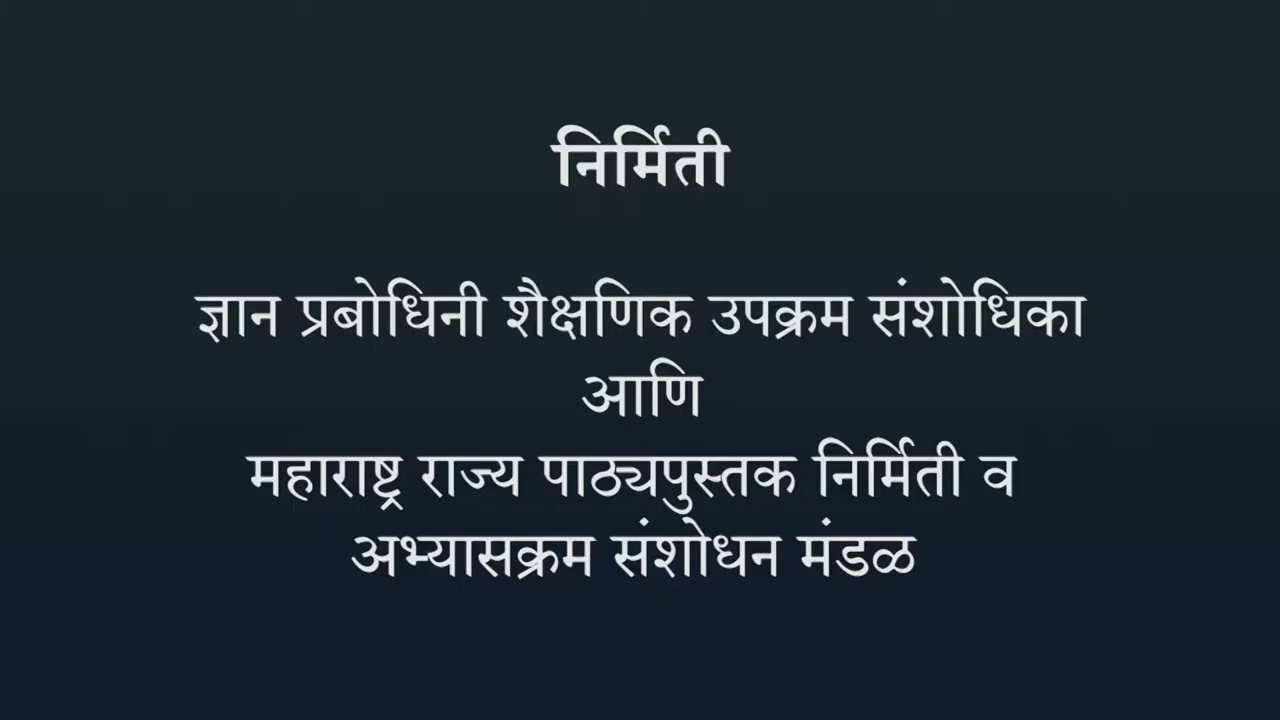 निर्मिती
ज्ञान प्रबोधिनी शैक्षणिक उपक्रम संशोधिका
आणि
महाराष्ट्र राज्य पाठ्यपुस्तक निर्मिती व
अभ्यासक्रम संशोधन मंडळ